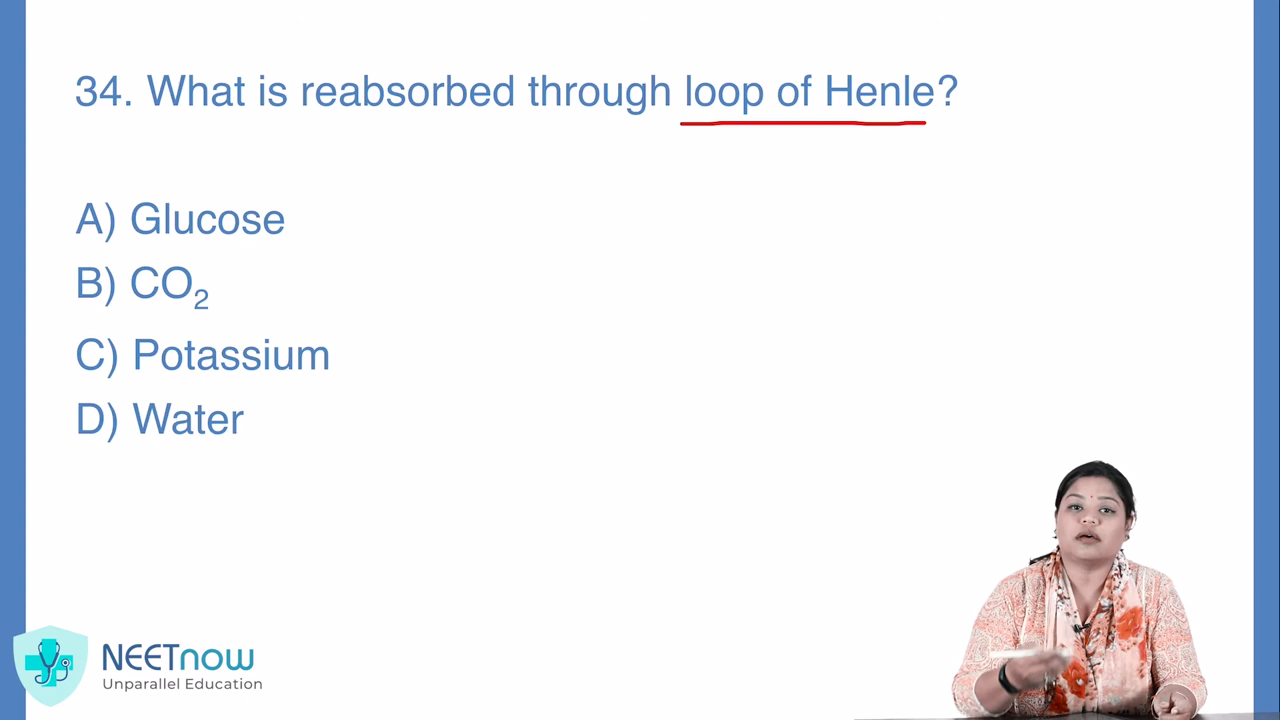 34. What is reabsorbed through loop of Henle?
A) Glucose
B) CO₂
C) Potassium
D) Water
NEETnow
Unparallel Education